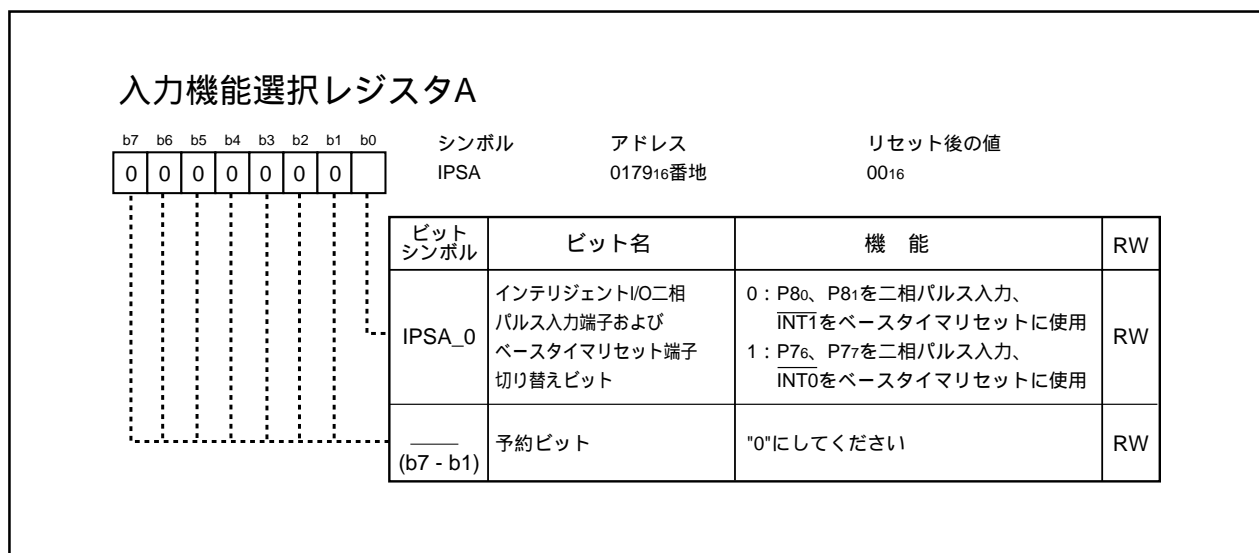 入力機能選択レジスタA
b7 b6 b5 b4 b3 b2 b1 b0
0 0 0 0 0 0 0
シンボル アドレス リセット後の値
IPSA 017916番地 0016
ビット
シンボル
ビット名 機 能 RW
IPSA_0
インテリジェントI/O二相
パルス入力端子および
ベースタイマリセット端子
切り替えビット
0：P80、P81を二相パルス入力、
INT1をベースタイマリセットに使用
1：P76、P77を二相パルス入力、
INT0をベースタイマリセットに使用
RW
(b7 - b1)
予約ビット
"0"にしてください
RW